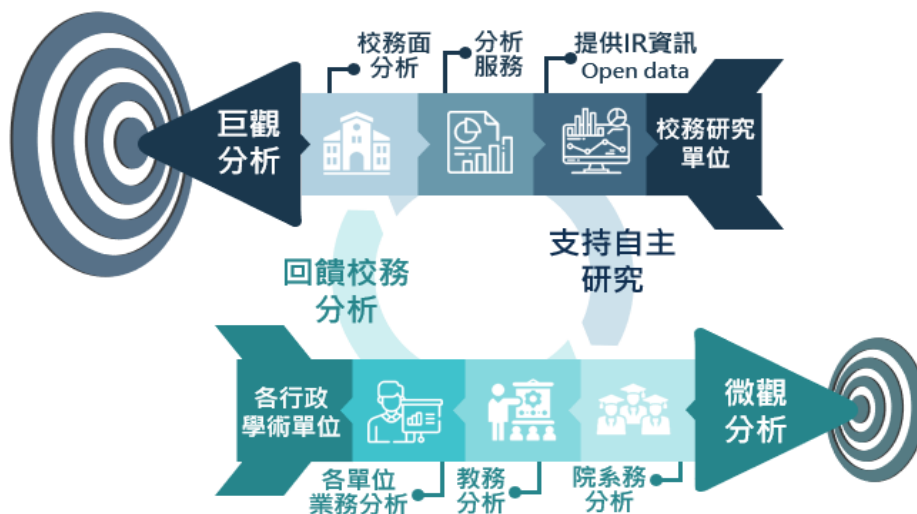 校務面
分析
分析
服務
提供IR資訊
Open data
巨觀
分析
校務研究
單位
回饋校務
分析
支持自主
研究
各行政
學術單位
微觀
分析
各單位
業務分析
教務
分析
院系務
分析